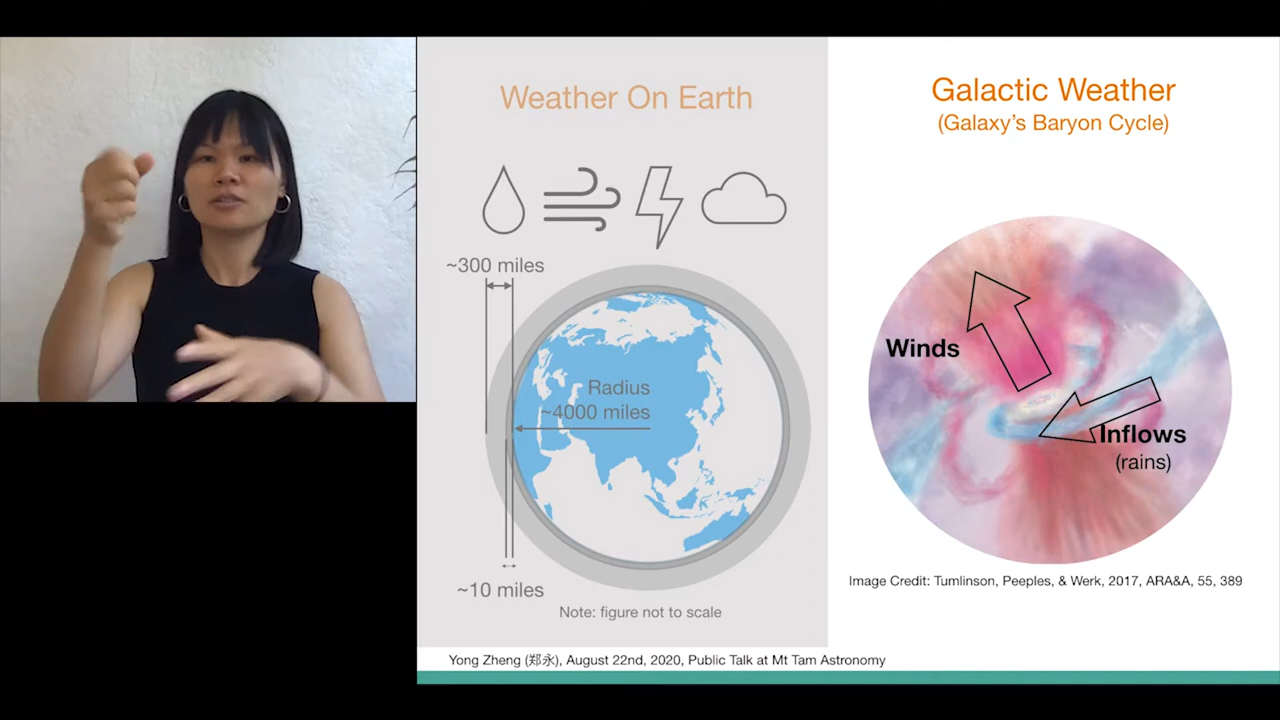 Weather On Earth
~300 miles
Radius
~4000 miles
~10 miles
Note: figure not to scale
Galactic Weather
(Galaxy's Baryon Cycle)
Winds
Inflows
(rains)
Image Credit: Tumlinson, Peeples, & Werk, 2017, ARA&A, 55, 389
Yong Zheng (郑永), August 22nd, 2020, Public Talk at Mt Tam Astronomy